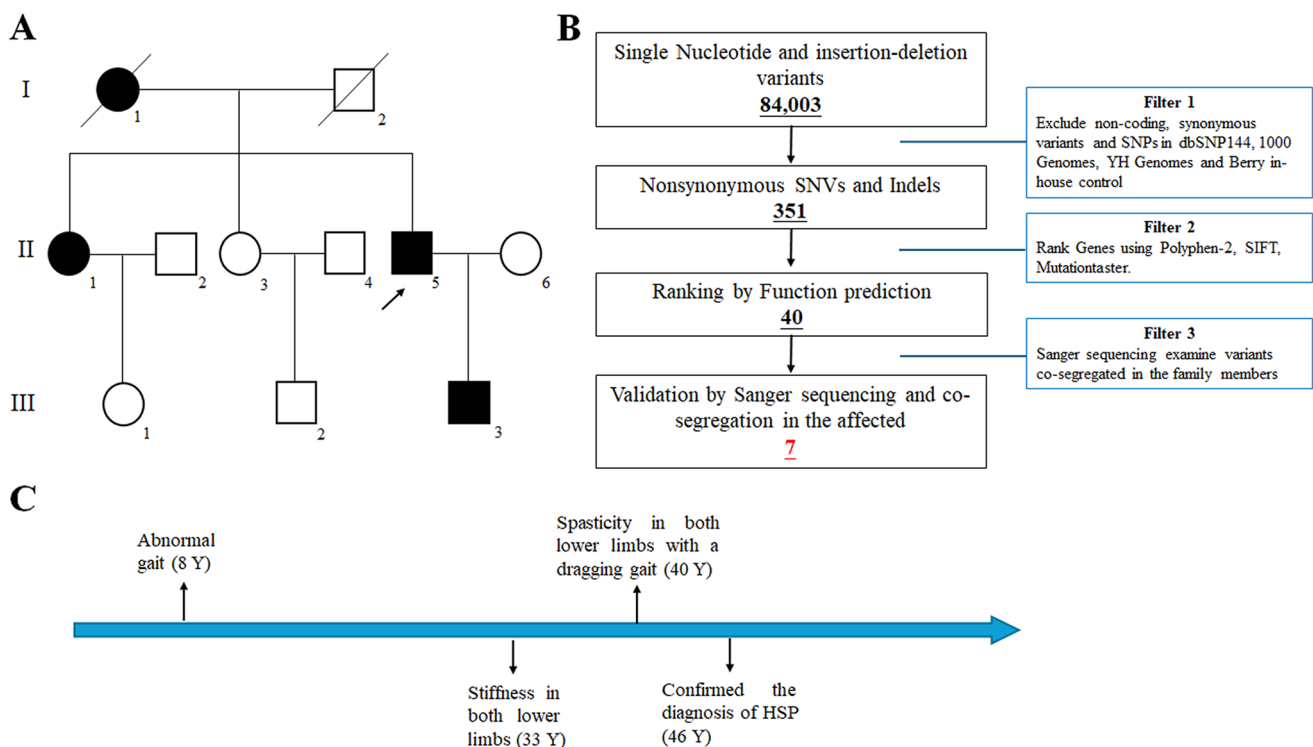 A
I
1
2
II
1
2
3
4
5
6
III
1
2
3
B
Single Nucleotide and insertion-deletion
variants
84,003
Filter 1
Exclude non-coding, synonymous
variants and SNPs in dbSNP144, 1000
Genomes, YH Genomes and Berry in-
house control
Nonsynonymous SNVs and Indels
351
Filter 2
Rank Genes using Polyphen-2, SIFT,
Mutationtaster.
Ranking by Function prediction
40
Filter 3
Sanger sequencing examine variants
co-segregated in the family members
Validation by Sanger sequencing and co-
segregation in the affected
7
C
Abnormal
gait (8 Y)
Spasticity in both
lower limbs with a
dragging gait (40 Y)
Stiffness in
both lower
limbs (33 Y)
Confirmed the
diagnosis of HSP
(46 Y)